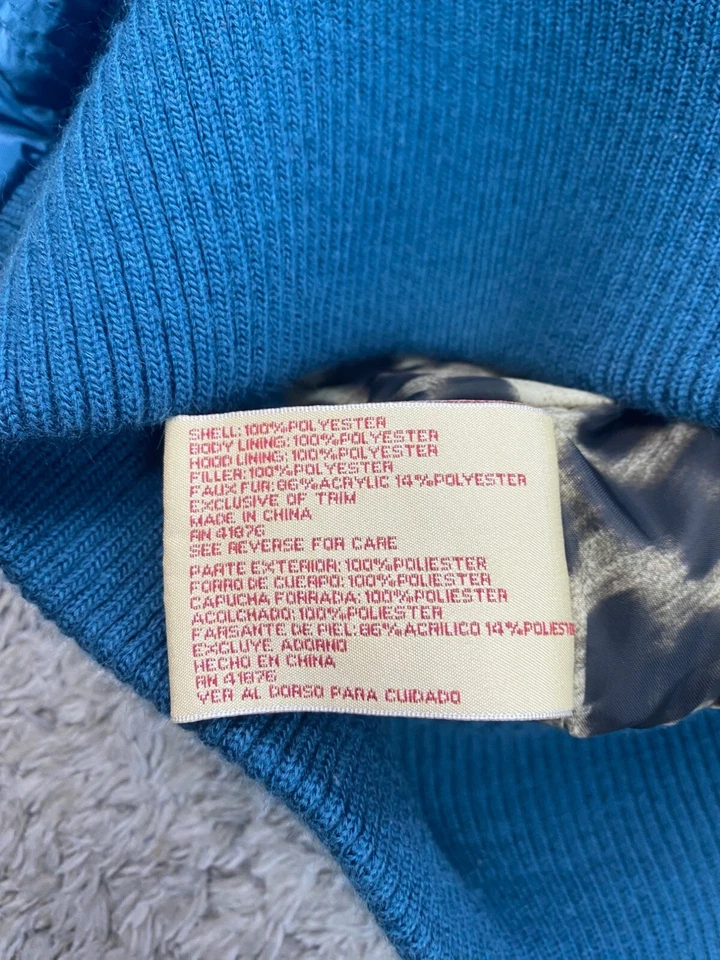 SHELL: 100%POLYESTER
BODY LINING: 100%POLYESTER
HOOD LINING: 100%POLYESTER
FILLER: 100%POLYESTER
FAUX FUR: 86%ACRYLIC 14%POLYESTER
EXCLUSIVE OF TRIM
MADE IN CHINA
RN 41876
SEE REVERSE FOR CARE
PARTE EXTERIOR: 100%POLIESTER
FORRO DE CUERPO: 100%POLIESTER
CAPUCHA FORRADA: 100%POLIESTER
ACOLCHADO: 100%POLIESTER
FARSANTE DE PIEL: 86%ACRILICO 14%POLIESTE
EXCLUYE ADORNO
HECHO EN CHINA
RN 41876
VER AL DORSO PARA CUIDADO